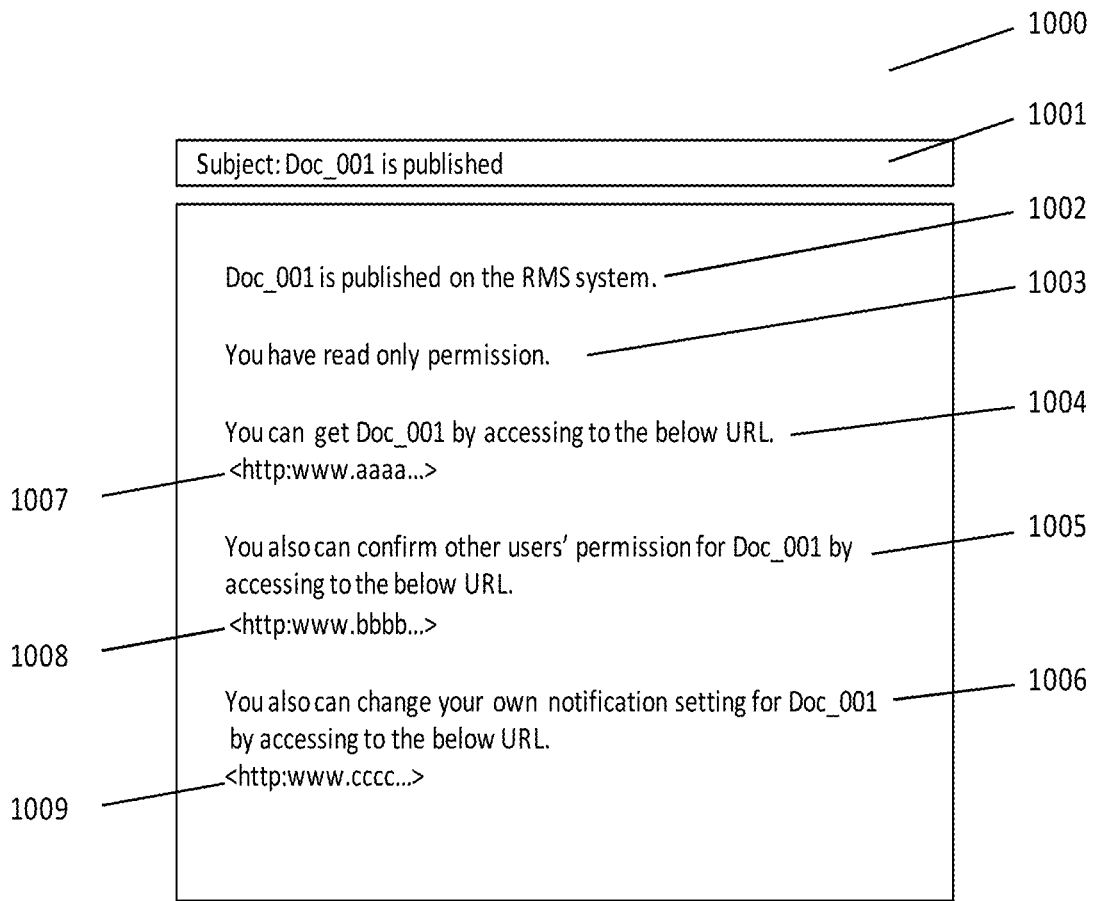 1000
1001
Subject: Doc_001 is published
1002
Doc_001 is published on the RMS system.
1003
You have read only permission.
1004
You can get Doc_001 by accessing to the below URL.
<http:www.aaaa...>
1007
1005
You also can confirm other users' permission for Doc_001 by
accessing to the below URL.
<http:www.bbbb...>
1008
1006
You also can change your own notification setting for Doc_001
by accessing to the below URL.
<http:www.cccc...>
1009